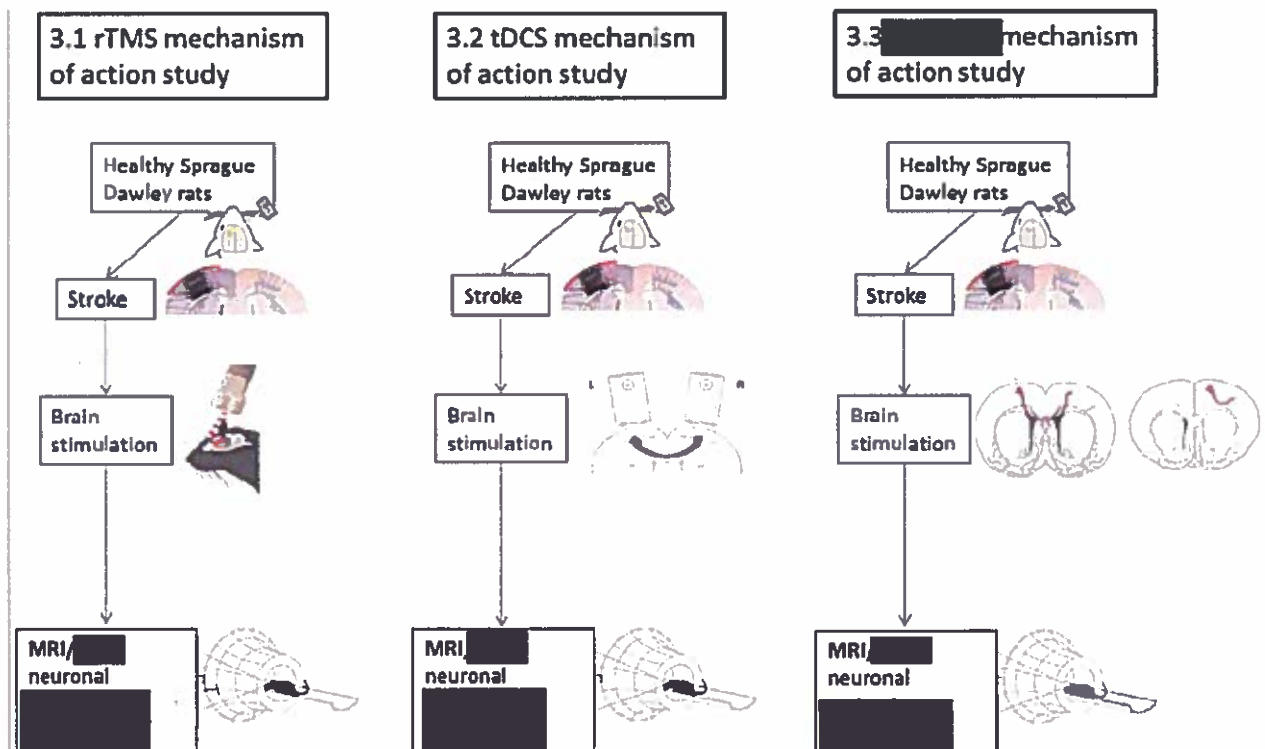 3.1 rTMS mechanism
of action study
Healthy Sprague
Dawley rats
Stroke
Brain
stimulation
MRI/
neuronal
3.2 tDCS mechanism
of action study
Healthy Sprague
Dawley rats
Stroke
L
R
Brain
stimulation
MRI/
neuronal
3.3 mechanism
of action study
Healthy Sprague
Dawley rats
Stroke
Brain
stimulation
MRI/
neuronal